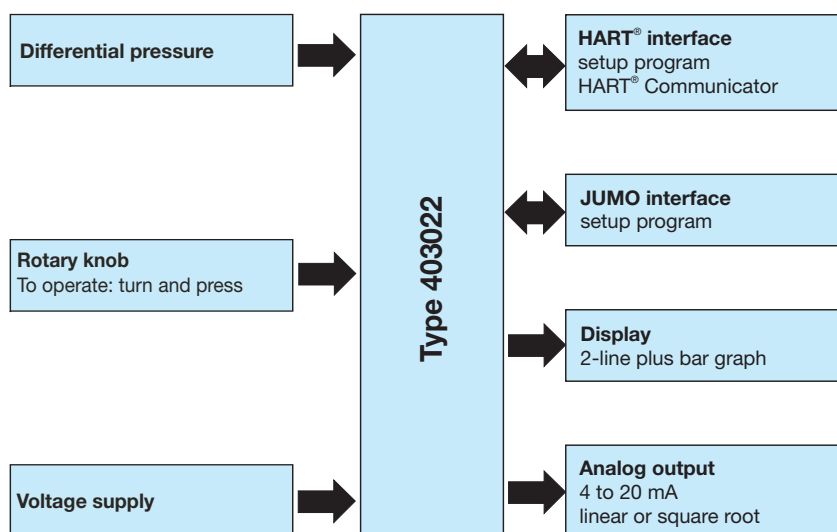 Differential pressure
Rotary knob
To operate: turn and press
Voltage supply
Type 403022
HART® interface
setup program
HART® Communicator
JUMO interface
setup program
Display
2-line plus bar graph
Analog output
4 to 20 mA
linear or square root